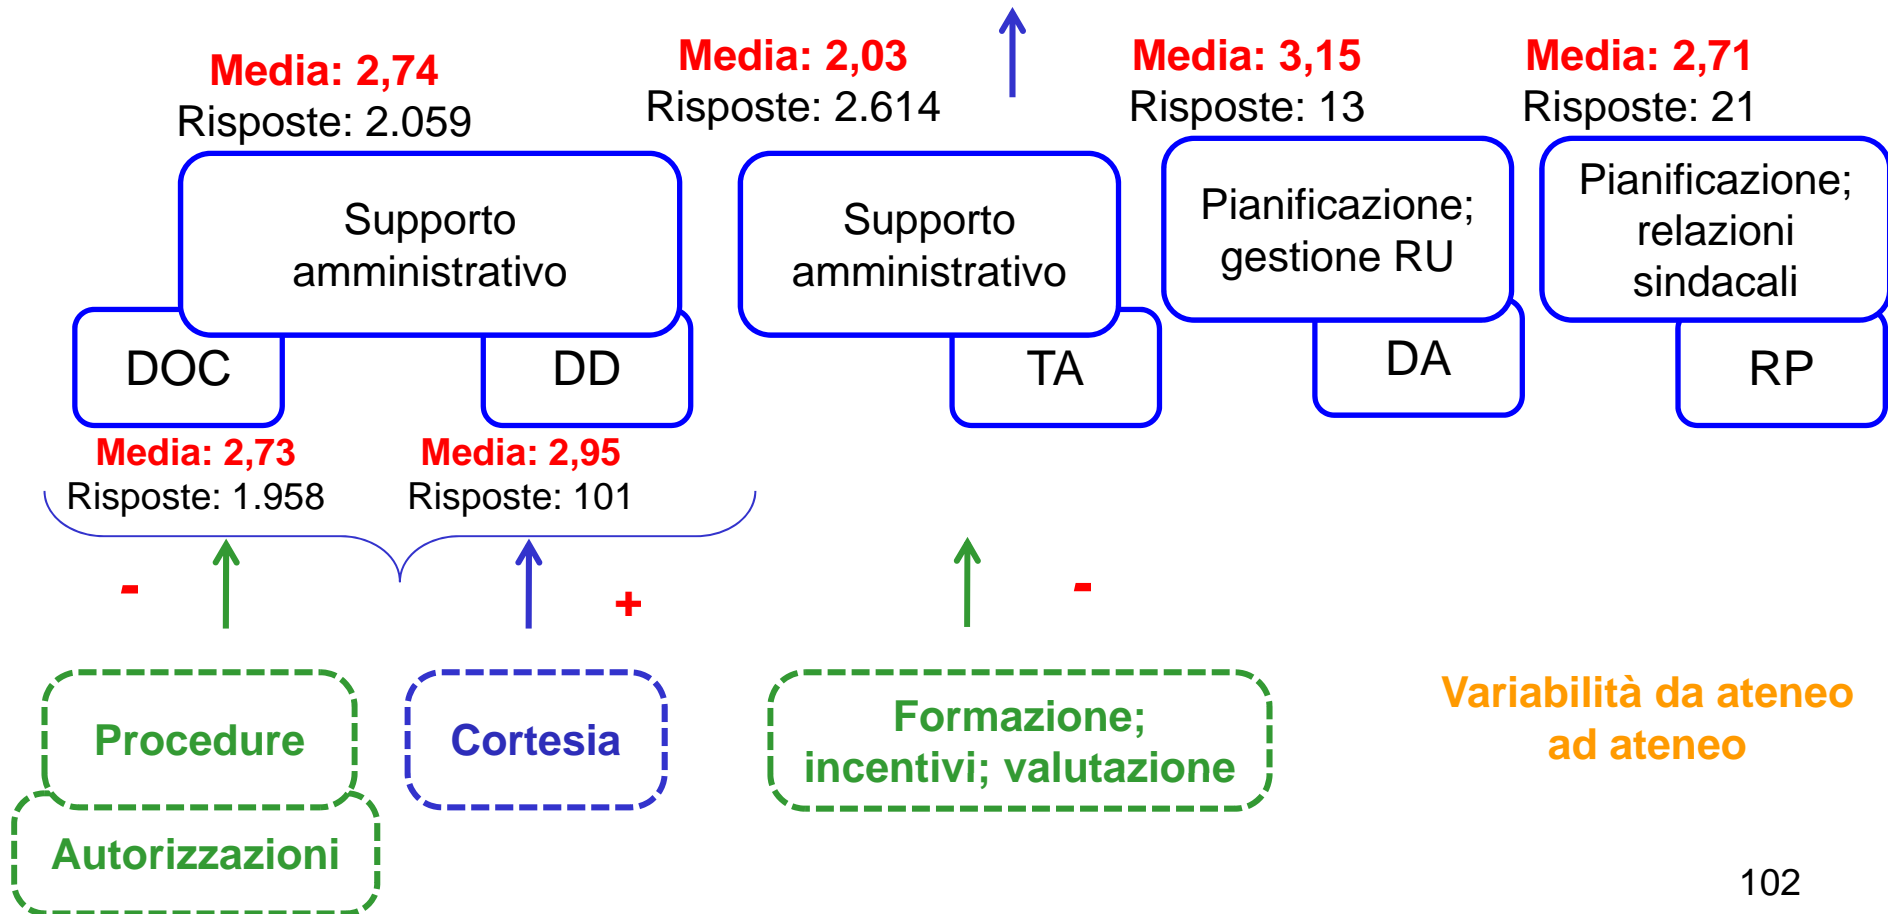 Media: 2,74
Risposte: 2.059
Media: 2,03
Risposte: 2.614
Media: 3,15
Risposte: 13
Media: 2,71
Risposte: 21
Supporto
amministrativo
Supporto
amministrativo
Pianificazione;
gestione RU
Pianificazione;
relazioni
sindacali
DOC
DD
TA
DA
RP
Media: 2,73
Risposte: 1.958
Media: 2,95
Risposte: 101
-
+
-
Procedure
Autorizzazioni
Cortesia
Formazione;
incentivi; valutazione
Variabilità da ateneo
ad ateneo
102